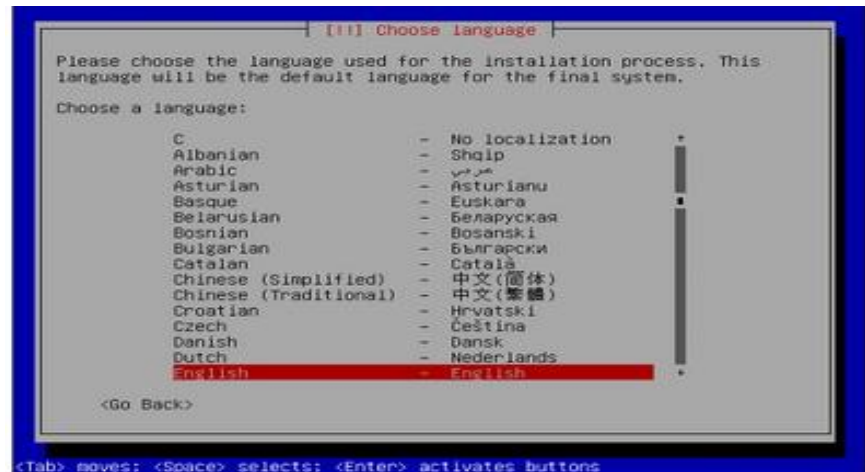 [!!] Choose language
Please choose the language used for the installation process. This
language will be the default language for the final system.
Choose a language:
C - No localization
Albanian - Shqip
Arabic - عربي
Asturian - Asturianu
Basque - Euskara
Belarusian - Беларуская
Bosnian - Bosanski
Bulgarian - Български
Catalan - Català
Chinese (Simplified) - 中文(简体)
Chinese (Traditional) - 中文(繁體)
Croatian - Hrvatski
Czech - Čeština
Danish - Dansk
Dutch - Nederlands
English - English
<Go Back>
<Tab> moves; <Space> selects; <Enter> activates buttons